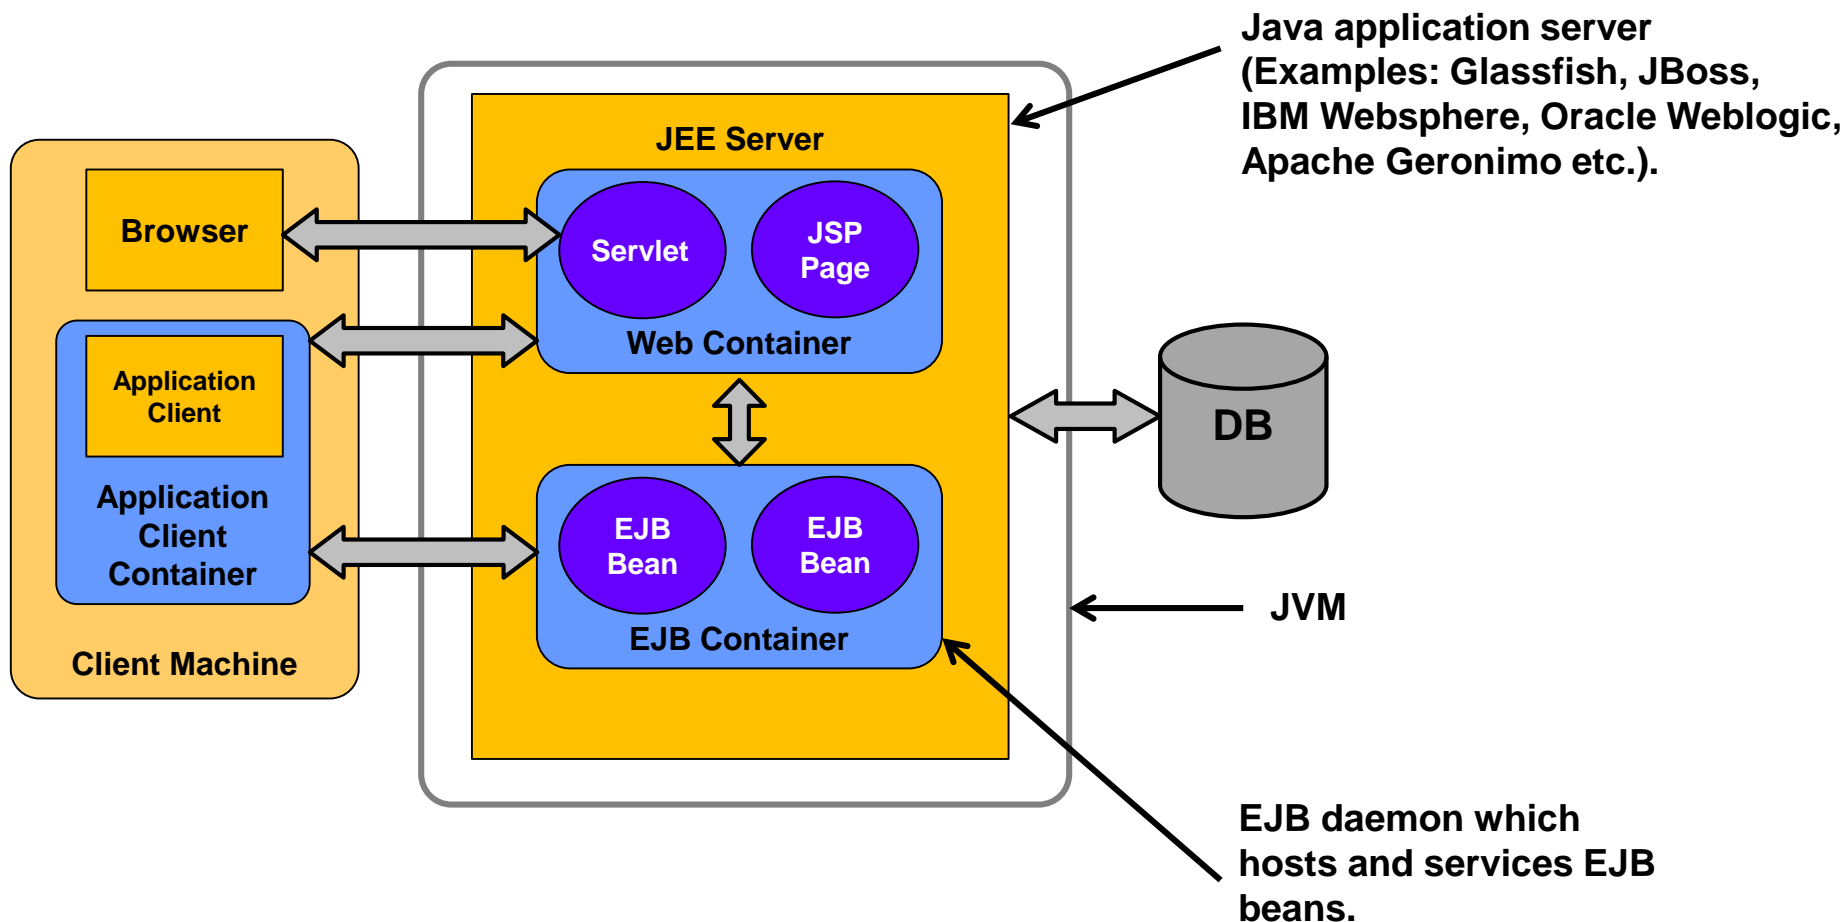 Java application server
(Examples: Glassfish, JBoss,
IBM Websphere, Oracle Weblogic,
Apache Geronimo etc.).
JEE Server
Browser
Servlet
JSP
Page
Web Container
Application
Client
Application
Client
Container
Client Machine
DB
EJB
Bean
EJB
Bean
EJB Container
JVM
EJB daemon which
hosts and services EJB
beans.